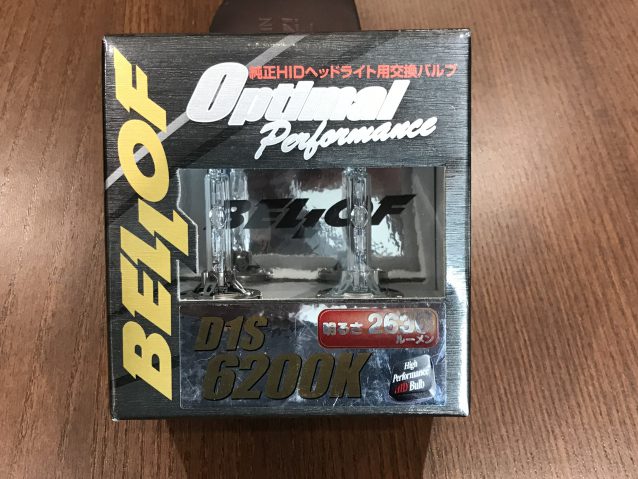 BELLOF
純正HIDヘッドライト用交換バルブ
Optimal
Performance
BELLOF
D1S
6200K
明るさ
ルーメン
High
Performance
HID Bulb